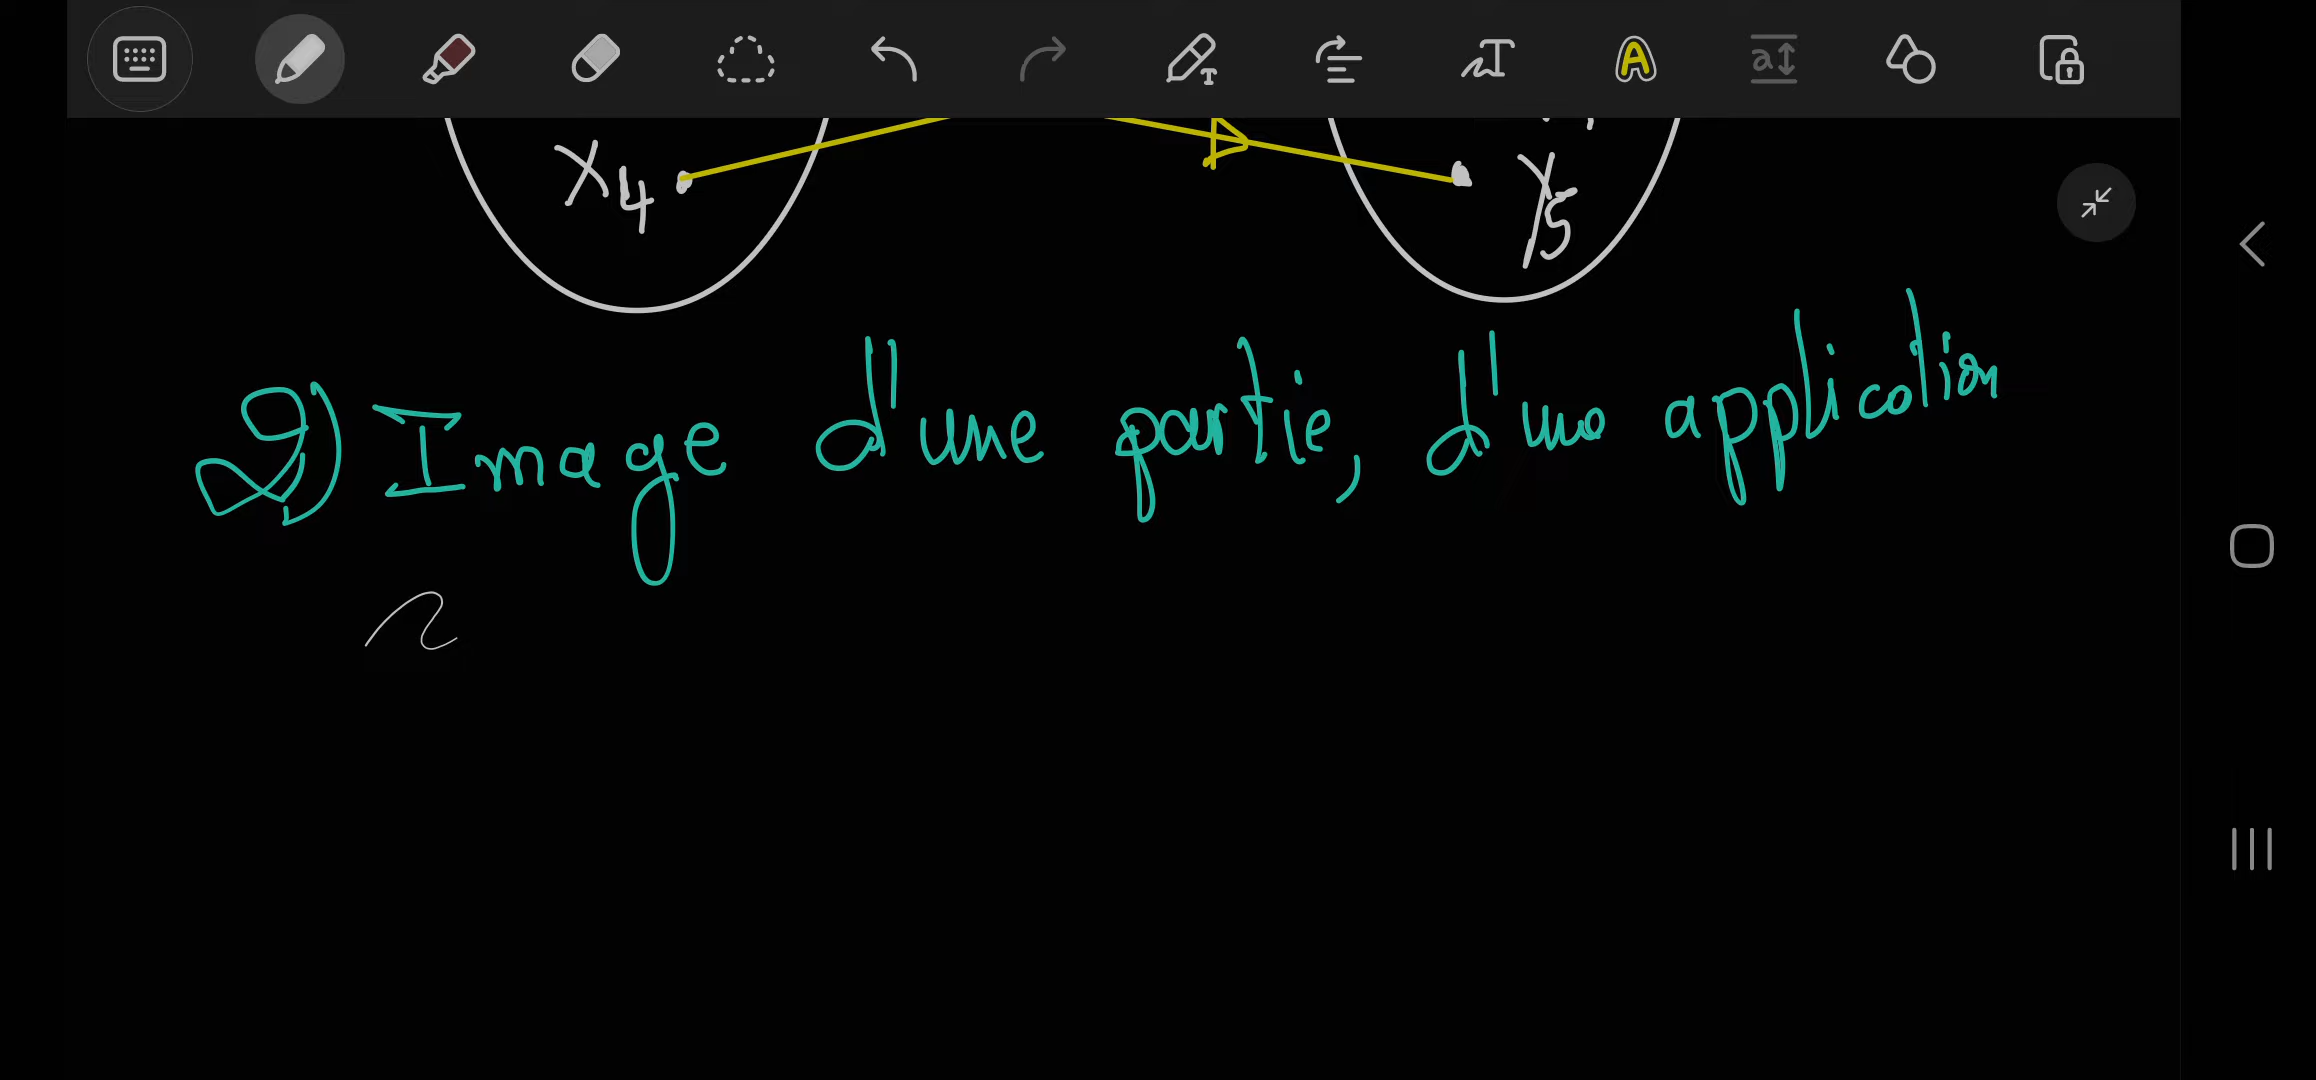 x4 y5
2) Image d'une partie, d'une application